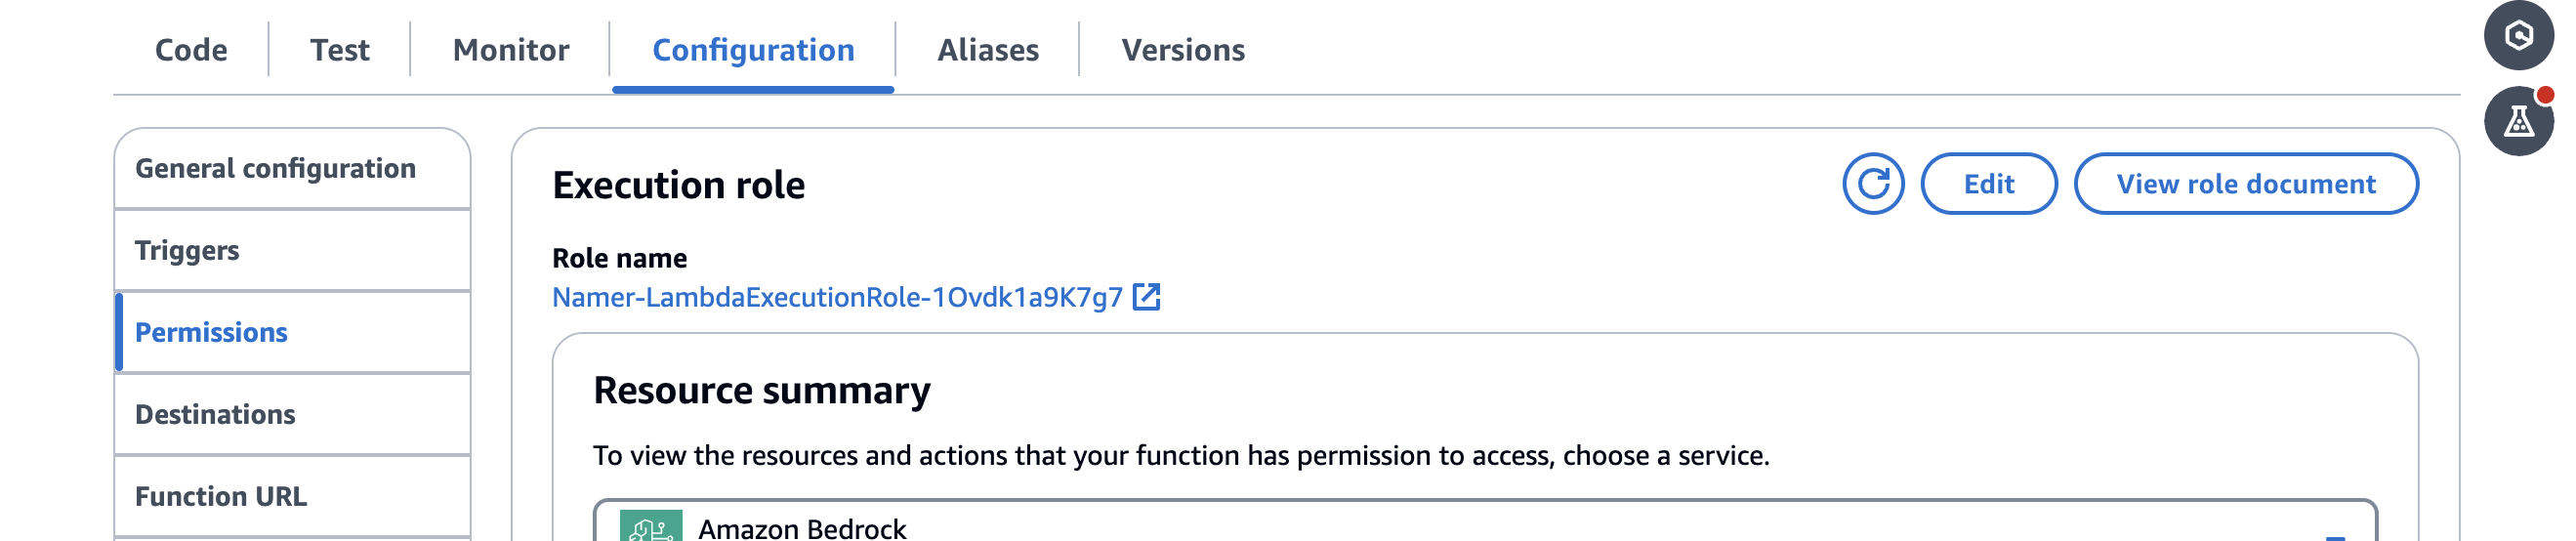 Code Test Monitor Configuration Aliases Versions
General configuration
Triggers
Permissions
Destinations
Function URL
Execution role
Edit
View role document
Role name
Namer-LambdaExecutionRole-1Ovdk1a9K7g7
Resource summary
To view the resources and actions that your function has permission to access, choose a service.
Amazon Bedrock